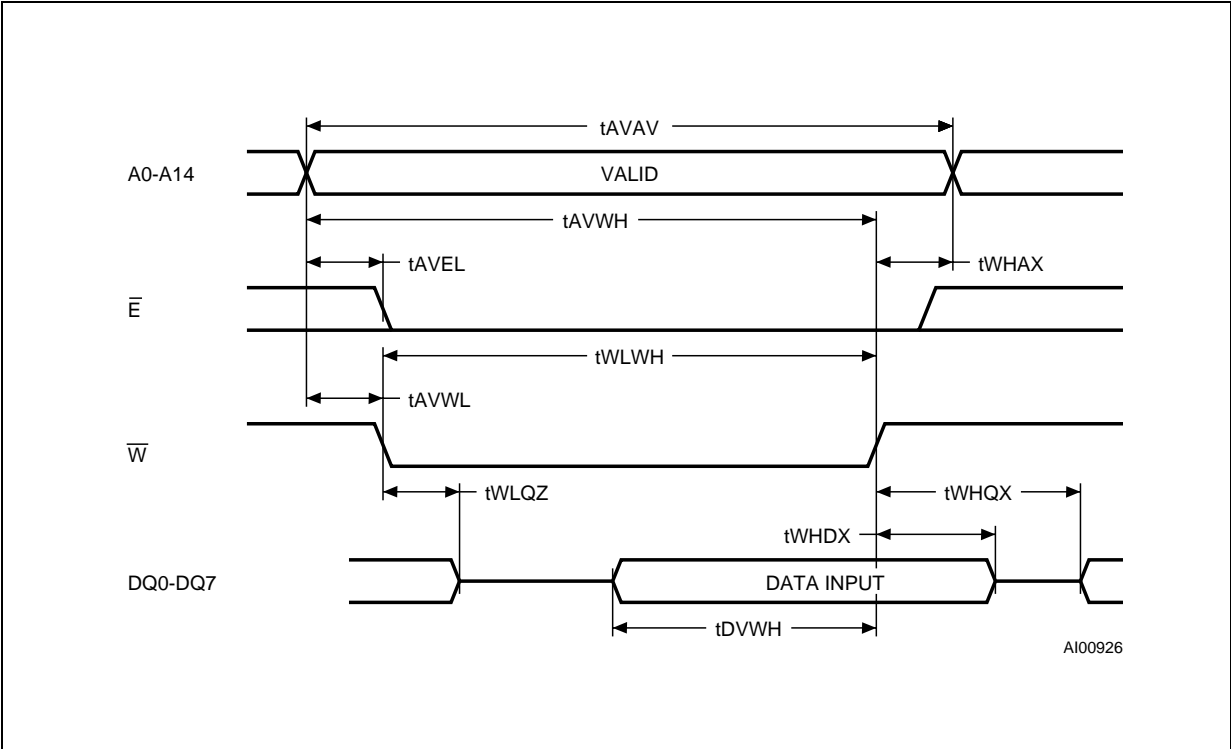 tAVAV
A0-A14
VALID
tAVWH
tAVEL
tWHAX
E̅
tWLWH
tAVWL
W̅
tWLQZ
tWHQX
tWHDX
DQ0-DQ7
DATA INPUT
tDVWH
AI00926